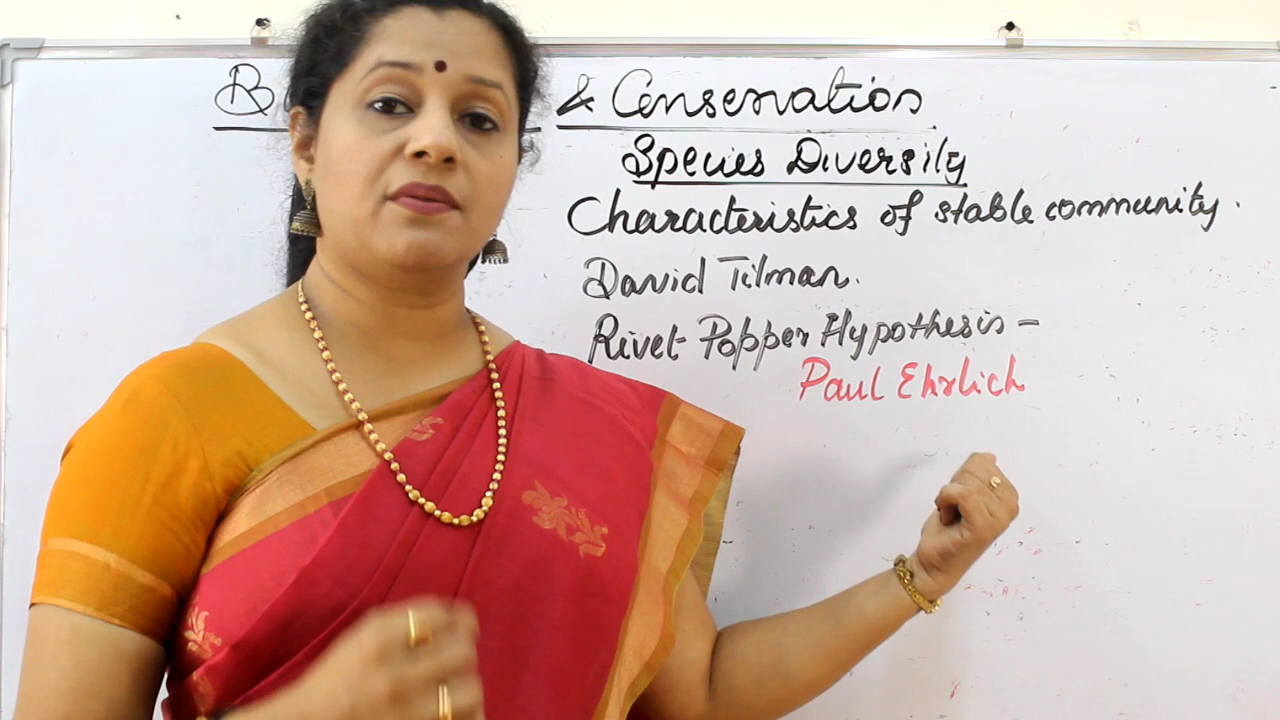 B & Conservation
Species Diversity
Characteristics of stable community.
David Tilman.
Rivet Popper Hypothesis -
Paul Ehrlich